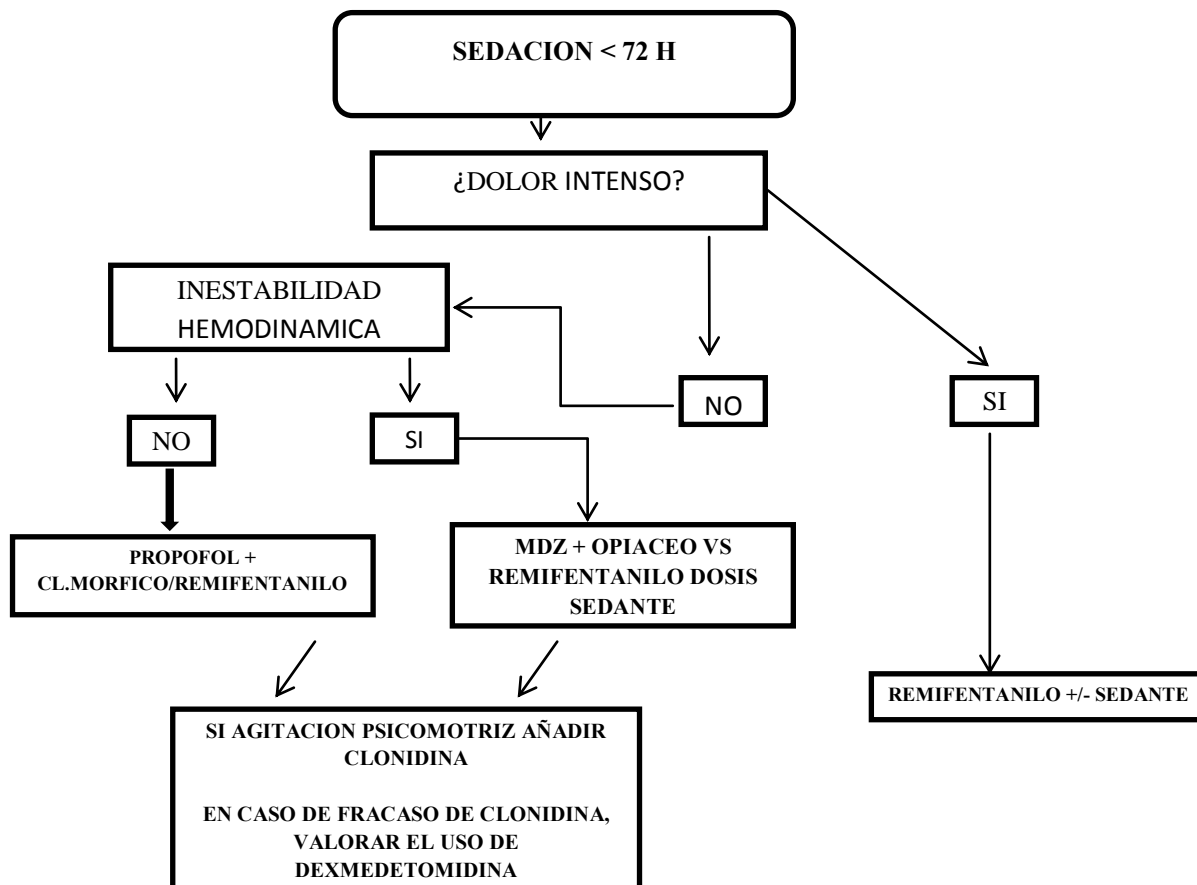 SEDACION < 72 H
¿DOLOR INTENSO?
INESTABILIDAD
HEMODINAMICA
NO
SI
NO
SI
PROPOFOL +
CL.MORFICO/REMIFENTANILO
MDZ + OPIACEO VS
REMIFENTANILO DOSIS
SEDANTE
REMIFENTANILO +/- SEDANTE
SI AGITACION PSICOMOTRIZ AÑADIR
CLONIDINA
EN CASO DE FRACASO DE CLONIDINA,
VALORAR EL USO DE
DEXMEDETOMIDINA